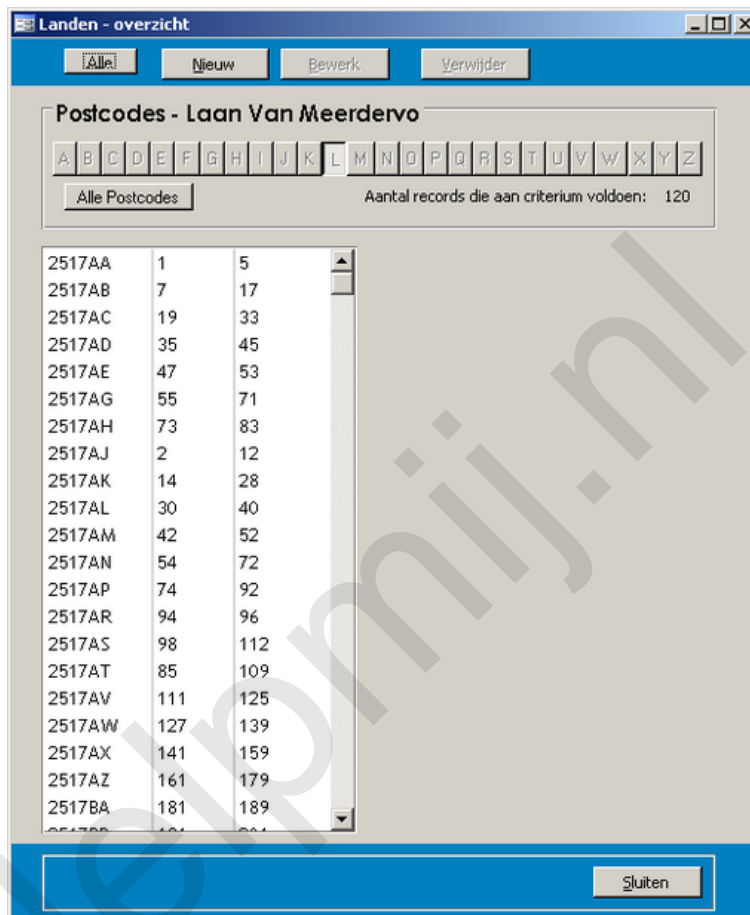 Landen - overzicht
Alle Nieuw Bewerk Verwijder
Postcodes - Laan Van Meerdervo
A B C D E F G H I J K L M N O P Q R S T U V W X Y Z
Alle Postcodes Aantal records die aan criterium voldoen: 120
2517AA 1 5
2517AB 7 17
2517AC 19 33
2517AD 35 45
2517AE 47 53
2517AG 55 71
2517AH 73 83
2517AJ 2 12
2517AK 14 28
2517AL 30 40
2517AM 42 52
2517AN 54 72
2517AP 74 92
2517AR 94 96
2517AS 98 112
2517AT 85 109
2517AV 111 125
2517AW 127 139
2517AX 141 159
2517AZ 161 179
2517BA 181 189
Sluiten
helpmij.nl